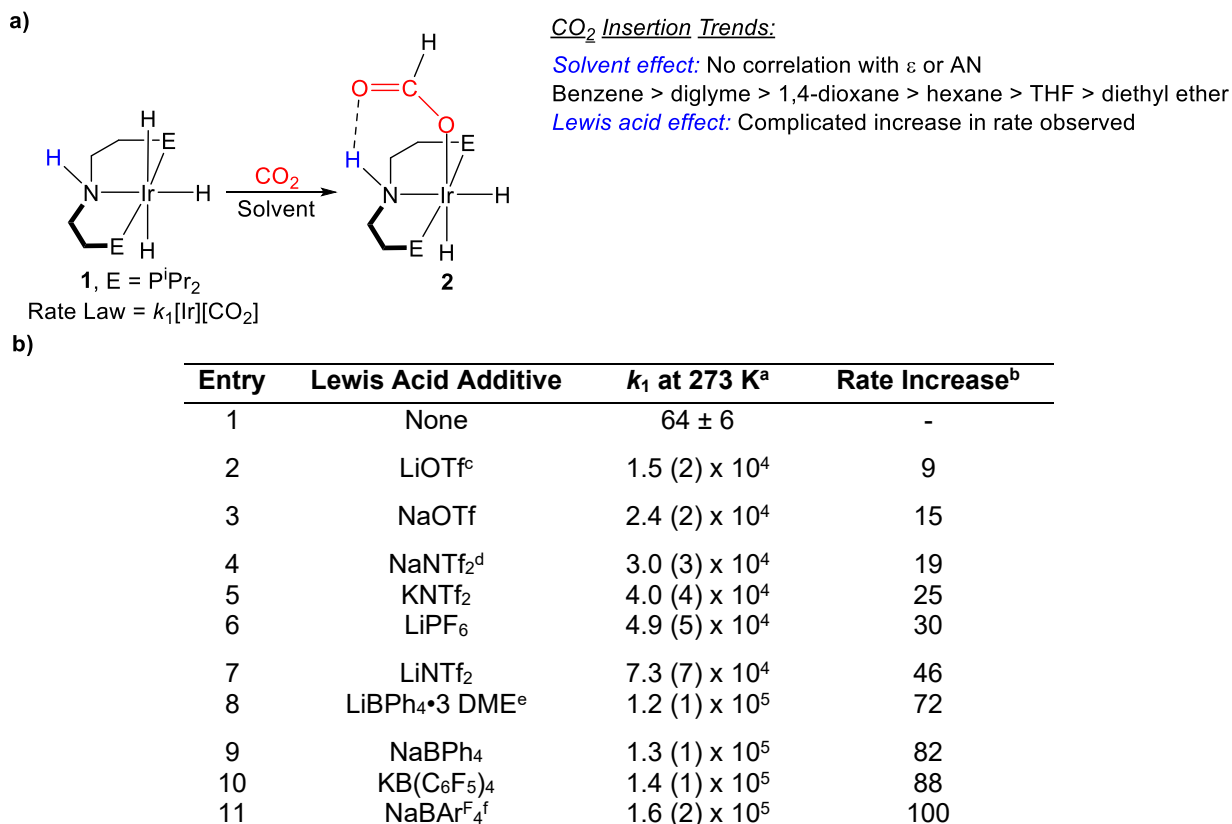 a)
CO2 Insertion Trends:
Solvent effect: No correlation with ε or AN
Benzene > diglyme > 1,4-dioxane > hexane > THF > diethyl ether
Lewis acid effect: Complicated increase in rate observed
H
H E
N Ir H
E H
1, E = PiPr2
Rate Law = k1[Ir][CO2]
CO2
Solvent
H
O C
O
H E
N Ir H
E H
2
b)
Entry Lewis Acid Additive k1 at 273 Ka Rate Increaseb
1 None 64 ± 6 -
2 LiOTfc 1.5 (2) x 104 9
3 NaOTf 2.4 (2) x 104 15
4 NaNTf2d 3.0 (3) x 104 19
5 KNTf2 4.0 (4) x 104 25
6 LiPF6 4.9 (5) x 104 30
7 LiNTf2 7.3 (7) x 104 46
8 LiBPh4•3 DMEe 1.2 (1) x 105 72
9 NaBPh4 1.3 (1) x 105 82
10 KB(C6F5)4 1.4 (1) x 105 88
11 NaBArF4f 1.6 (2) x 105 100